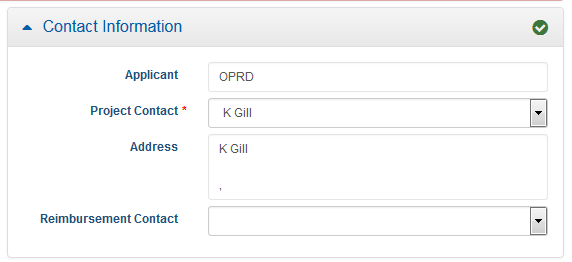 Contact Information
Applicant OPRD
Project Contact * K Gill
Address K Gill
,
Reimbursement Contact